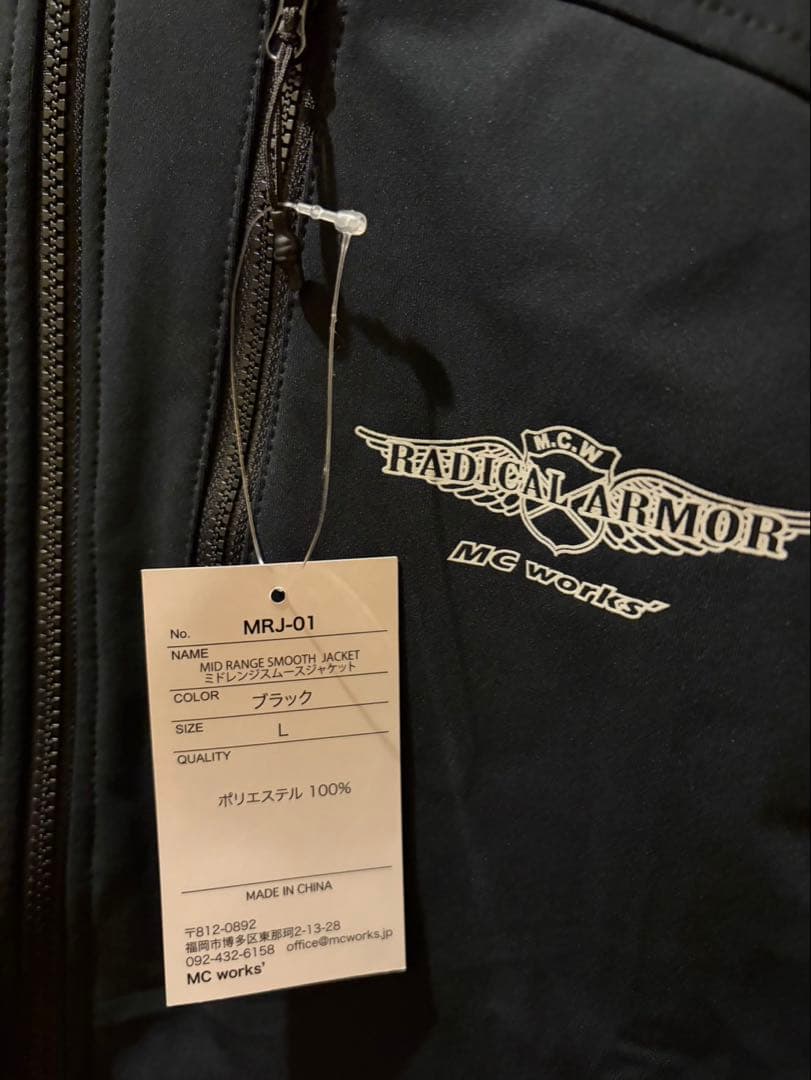 M.C.W
RADICAL ARMOR
MC works'
No. MRJ-01
NAME MID RANGE SMOOTH JACKET
ミドレンジスムースジャケット
COLOR ブラック
SIZE L
QUALITY
ポリエステル 100%
MADE IN CHINA
〒812-0892
福岡市博多区東那珂2-13-28
092-432-6158 office@mcworks.jp
MC works'